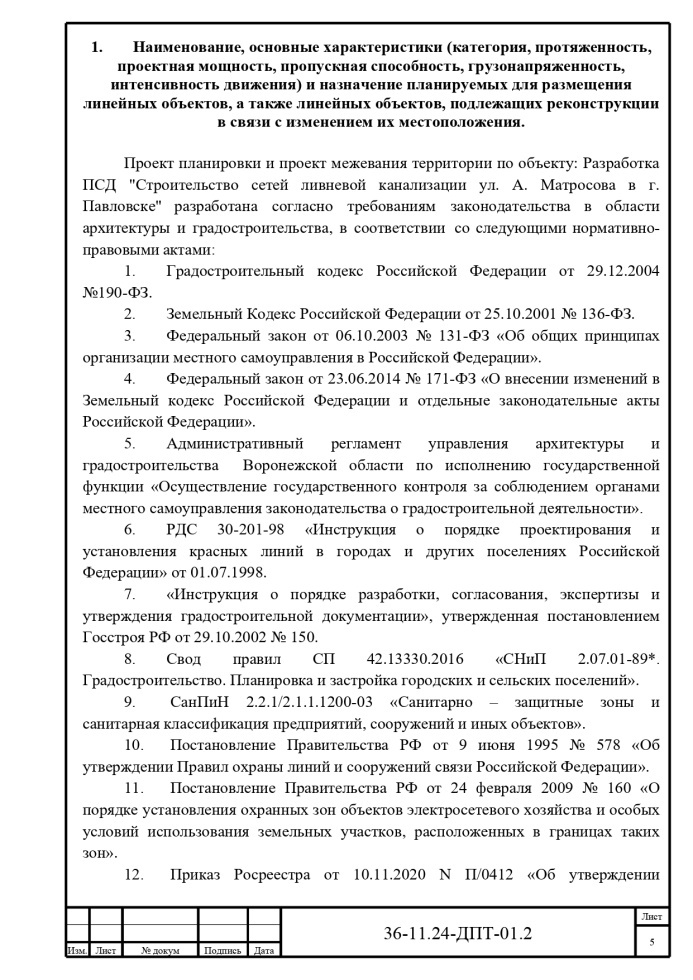 1. Наименование, основные характеристики (категория, протяженность,
проектная мощность, пропускная способность, грузонапряженность,
интенсивность движения) и назначение планируемых для размещения
линейных объектов, а также линейных объектов, подлежащих реконструкции
в связи с изменением их местоположения.
Проект планировки и проект межевания территории по объекту: Разработка
ПСД "Строительство сетей ливневой канализации ул. А. Матросова в г.
Павловске" разработана согласно требованиям законодательства в области
архитектуры и градостроительства, в соответствии со следующими нормативно-
правовыми актами:
1. Градостроительный кодекс Российской Федерации от 29.12.2004
№190-ФЗ.
2. Земельный Кодекс Российской Федерации от 25.10.2001 № 136-ФЗ.
3. Федеральный закон от 06.10.2003 № 131-ФЗ «Об общих принципах
организации местного самоуправления в Российской Федерации».
4. Федеральный закон от 23.06.2014 № 171-ФЗ «О внесении изменений в
Земельный кодекс Российской Федерации и отдельные законодательные акты
Российской Федерации».
5. Административный регламент управления архитектуры и
градостроительства Воронежской области по исполнению государственной
функции «Осуществление государственного контроля за соблюдением органами
местного самоуправления законодательства о градостроительной деятельности».
6. РДС 30-201-98 «Инструкция о порядке проектирования и
установления красных линий в городах и других поселениях Российской
Федерации» от 01.07.1998.
7. «Инструкция о порядке разработки, согласования, экспертизы и
утверждения градостроительной документации», утвержденная постановлением
Госстроя РФ от 29.10.2002 № 150.
8. Свод правил СП 42.13330.2016 «СНиП 2.07.01-89*.
Градостроительство. Планировка и застройка городских и сельских поселений».
9. СанПиН 2.2.1/2.1.1.1200-03 «Санитарно – защитные зоны и
санитарная классификация предприятий, сооружений и иных объектов».
10. Постановление Правительства РФ от 9 июня 1995 № 578 «Об
утверждении Правил охраны линий и сооружений связи Российской Федерации».
11. Постановление Правительства РФ от 24 февраля 2009 № 160 «О
порядке установления охранных зон объектов электросетевого хозяйства и особых
условий использования земельных участков, расположенных в границах таких
зон».
12. Приказ Росреестра от 10.11.2020 N П/0412 «Об утверждении
36-11.24-ДПТ-01.2
Лист
5
Изм. Лист № докум Подпись Дата